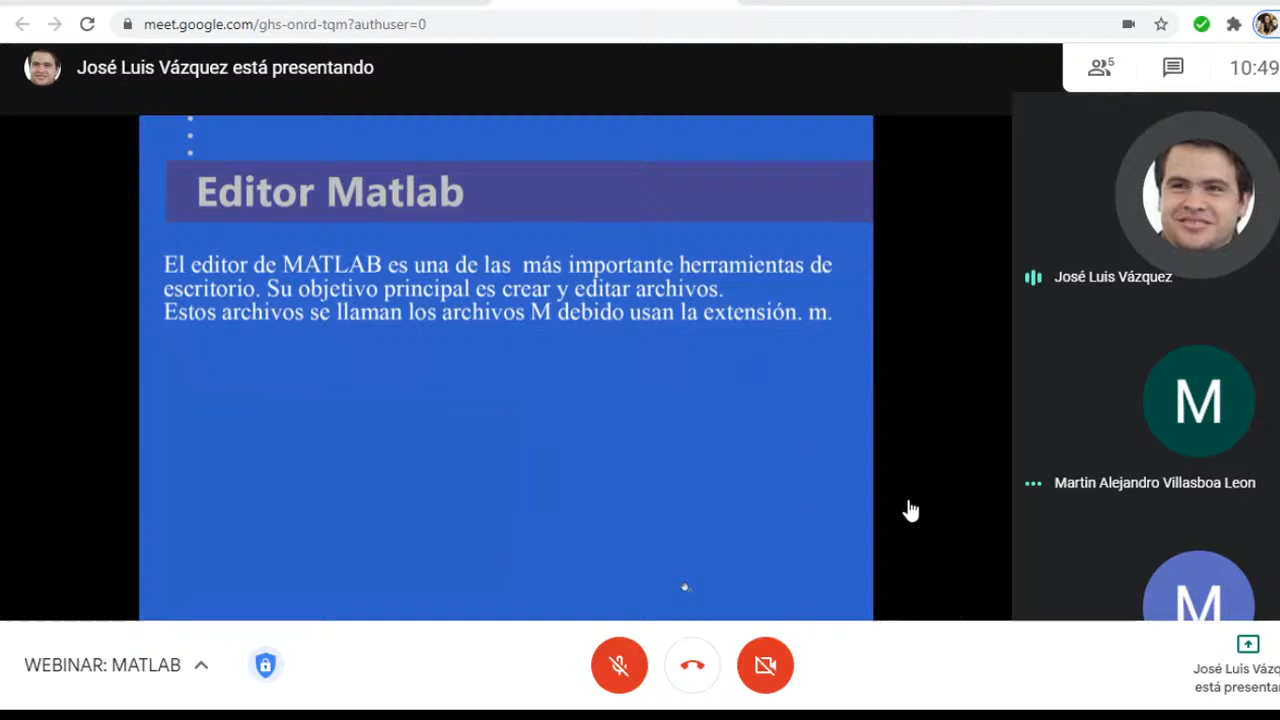 meet.google.com/ghs-onrd-tqm?authuser=0
José Luis Vázquez está presentando
5
10:49
Editor Matlab
El editor de MATLAB es una de las más importante herramientas de
escritorio. Su objetivo principal es crear y editar archivos.
Estos archivos se llaman los archivos M debido usan la extensión. m.
José Luis Vázquez
M
Martin Alejandro Villasboa Leon
M
WEBINAR: MATLAB
José Luis Vázq
está presenta